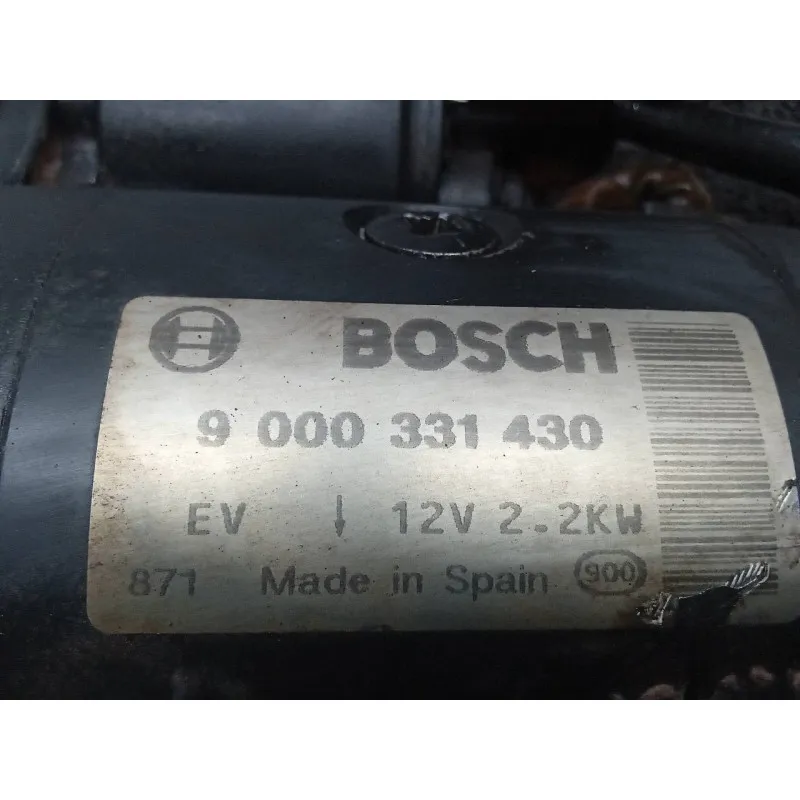 BOSCH
9 000 331 430
EV ↓ 12V 2.2KW
871 Made in Spain 900